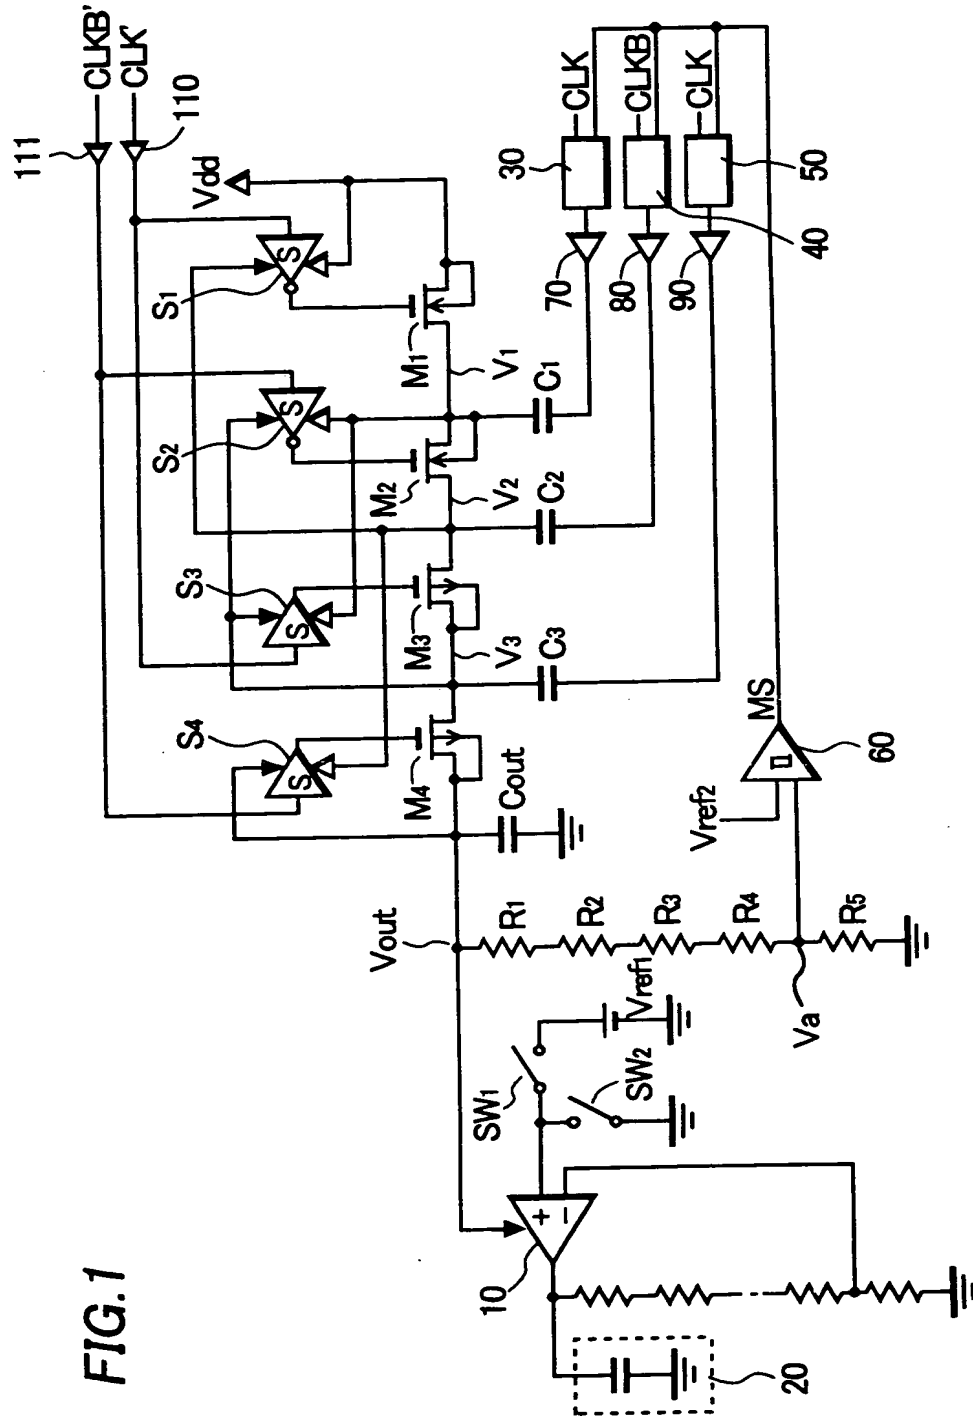 FIG.1
111
CLKB'
CLK'
110
Vdd
S1
S2
S3
S4
S
S
S
S
M1
M2
M3
M4
V1
V2
V3
C1
C2
C3
Cout
Vout
30
CLK
40
CLKB
50
CLK
70
80
90
MS
60
Vref2
R1
R2
R3
R4
R5
Va
Vref1
SW1
SW2
10
+
−
20